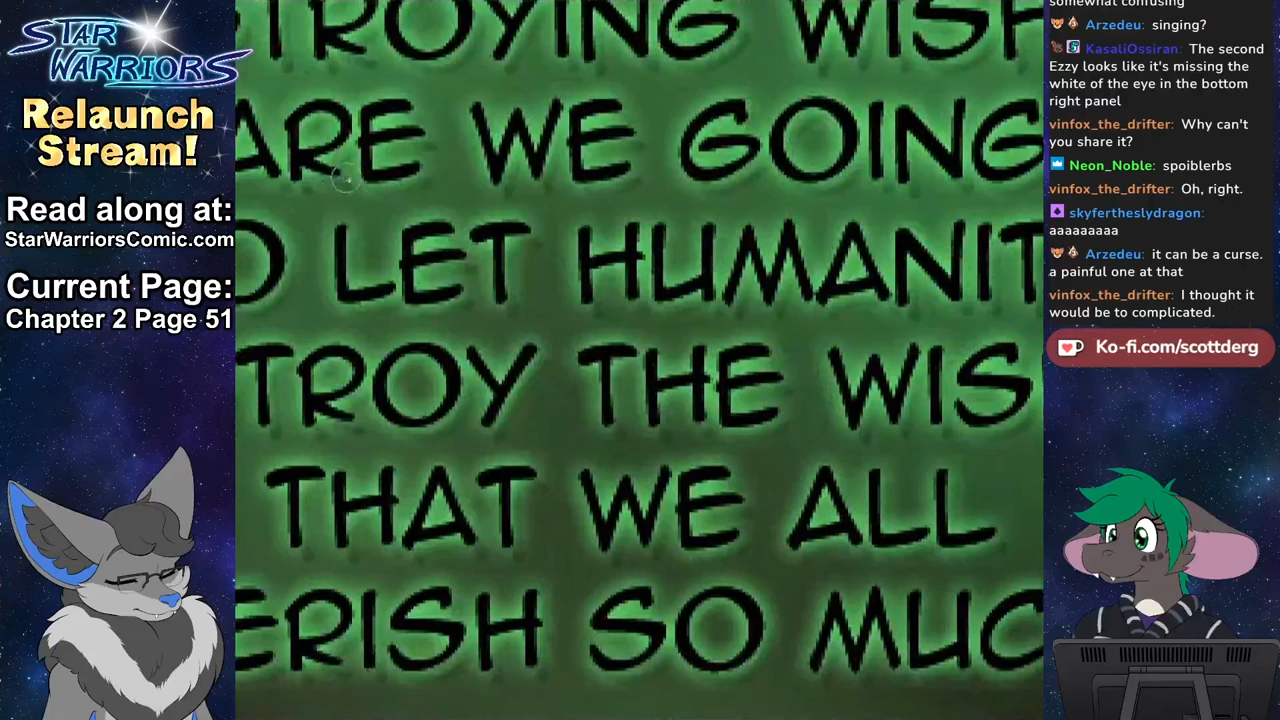 STAR
WARRIORS
Relaunch
Stream!
Read along at:
StarWarriorsComic.com
Current Page:
Chapter 2 Page 51
TROYING WISH
ARE WE GOING
O LET HUMANIT
TROY THE WIS
THAT WE ALL
ERISH SO MUC
somewhat confusing
Arzedeu: singing?
KasaliOssiran: The second
Ezzy looks like it's missing the
white of the eye in the bottom
right panel
vinfox_the_drifter: Why can't
you share it?
Neon_Noble: spoiblerbs
vinfox_the_drifter: Oh, right.
skyfertheslydragon:
aaaaaaaaa
Arzedeu: it can be a curse.
a painful one at that
vinfox_the_drifter: I thought it
would be to complicated.
Ko-fi.com/scottderg